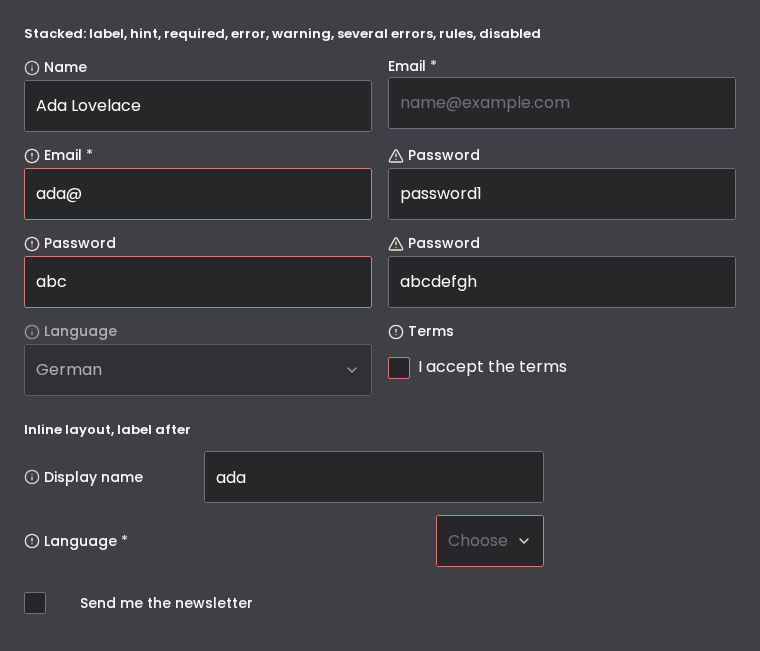 Stacked: label, hint, required, error, warning, several errors, rules, disabled
Name
Email *
Ada Lovelace
name@example.com
Email *
Password
ada@
password1
Password
Password
abc
abcdefgh
Language
Terms
German
I accept the terms
Inline layout, label after
Display name
ada
Language *
Choose
Send me the newsletter